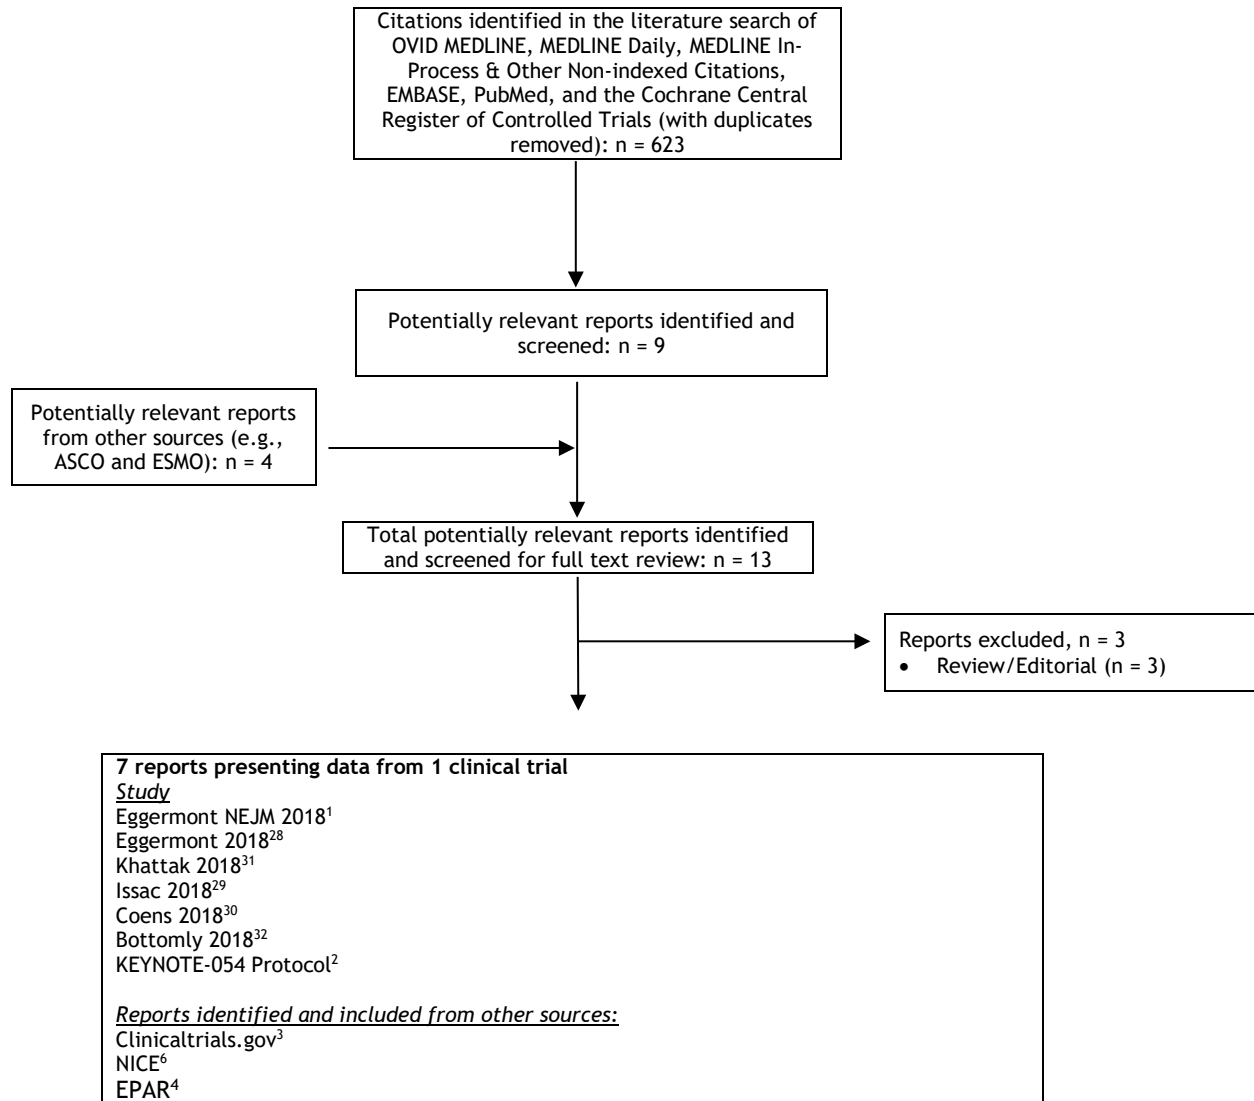 Citations identified in the literature search of
OVID MEDLINE, MEDLINE Daily, MEDLINE In-
Process & Other Non-indexed Citations,
EMBASE, PubMed, and the Cochrane Central
Register of Controlled Trials (with duplicates
removed): n = 623
Potentially relevant reports identified and
screened: n = 9
Potentially relevant reports
from other sources (e.g.,
ASCO and ESMO): n = 4
Total potentially relevant reports identified
and screened for full text review: n = 13
Reports excluded, n = 3
• Review/Editorial (n = 3)
7 reports presenting data from 1 clinical trial
Study
Eggermont NEJM 2018¹
Eggermont 2018²⁸
Khattak 2018³¹
Issac 2018²⁹
Coens 2018³⁰
Bottomly 2018³²
KEYNOTE-054 Protocol²
Reports identified and included from other sources:
Clinicaltrials.gov³
NICE⁶
EPAR⁴